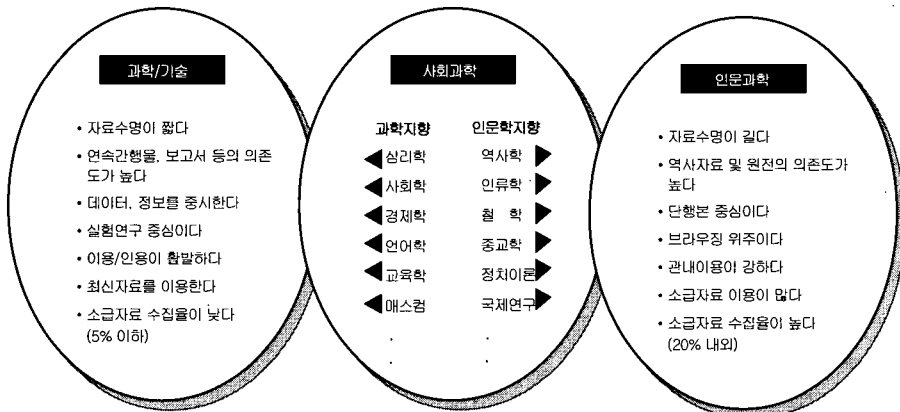 과학/기술
• 자료수명이 짧다
• 연속간행물, 보고서 등의 의존
도가 높다
• 데이터, 정보를 중시한다
• 실험연구 중심이다
• 이용/인용이 활발하다
• 최신자료를 이용한다
• 소급자료 수집율이 낮다
(5% 이하)
사회과학
과학지향 인문학지향
심리학 역사학
사회학 인류학
경제학 철 학
언어학 종교학
교육학 정치이론
매스컴 국제연구
. .
. .
인문과학
• 자료수명이 길다
• 역사자료 및 원전의 의존도가
높다
• 단행본 중심이다
• 브라우징 위주이다
• 관내이용이 강하다
• 소급자료 이용이 많다
• 소급자료 수집율이 높다
(20% 내외)